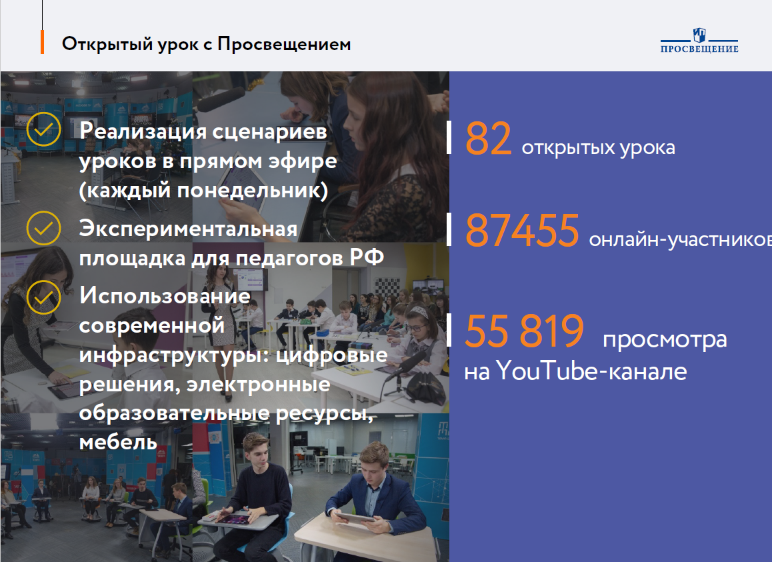 Открытый урок с Просвещением
ПРОСВЕЩЕНИЕ
Реализация сценариев
уроков в прямом эфире
(каждый понедельник)
Экспериментальная
площадка для педагогов РФ
Использование
современной
инфраструктуры: цифровые
решения, электронные
образовательные ресурсы,
мебель
82 открытых урока
87455 онлайн-участников
55 819 просмотра
на YouTube-канале